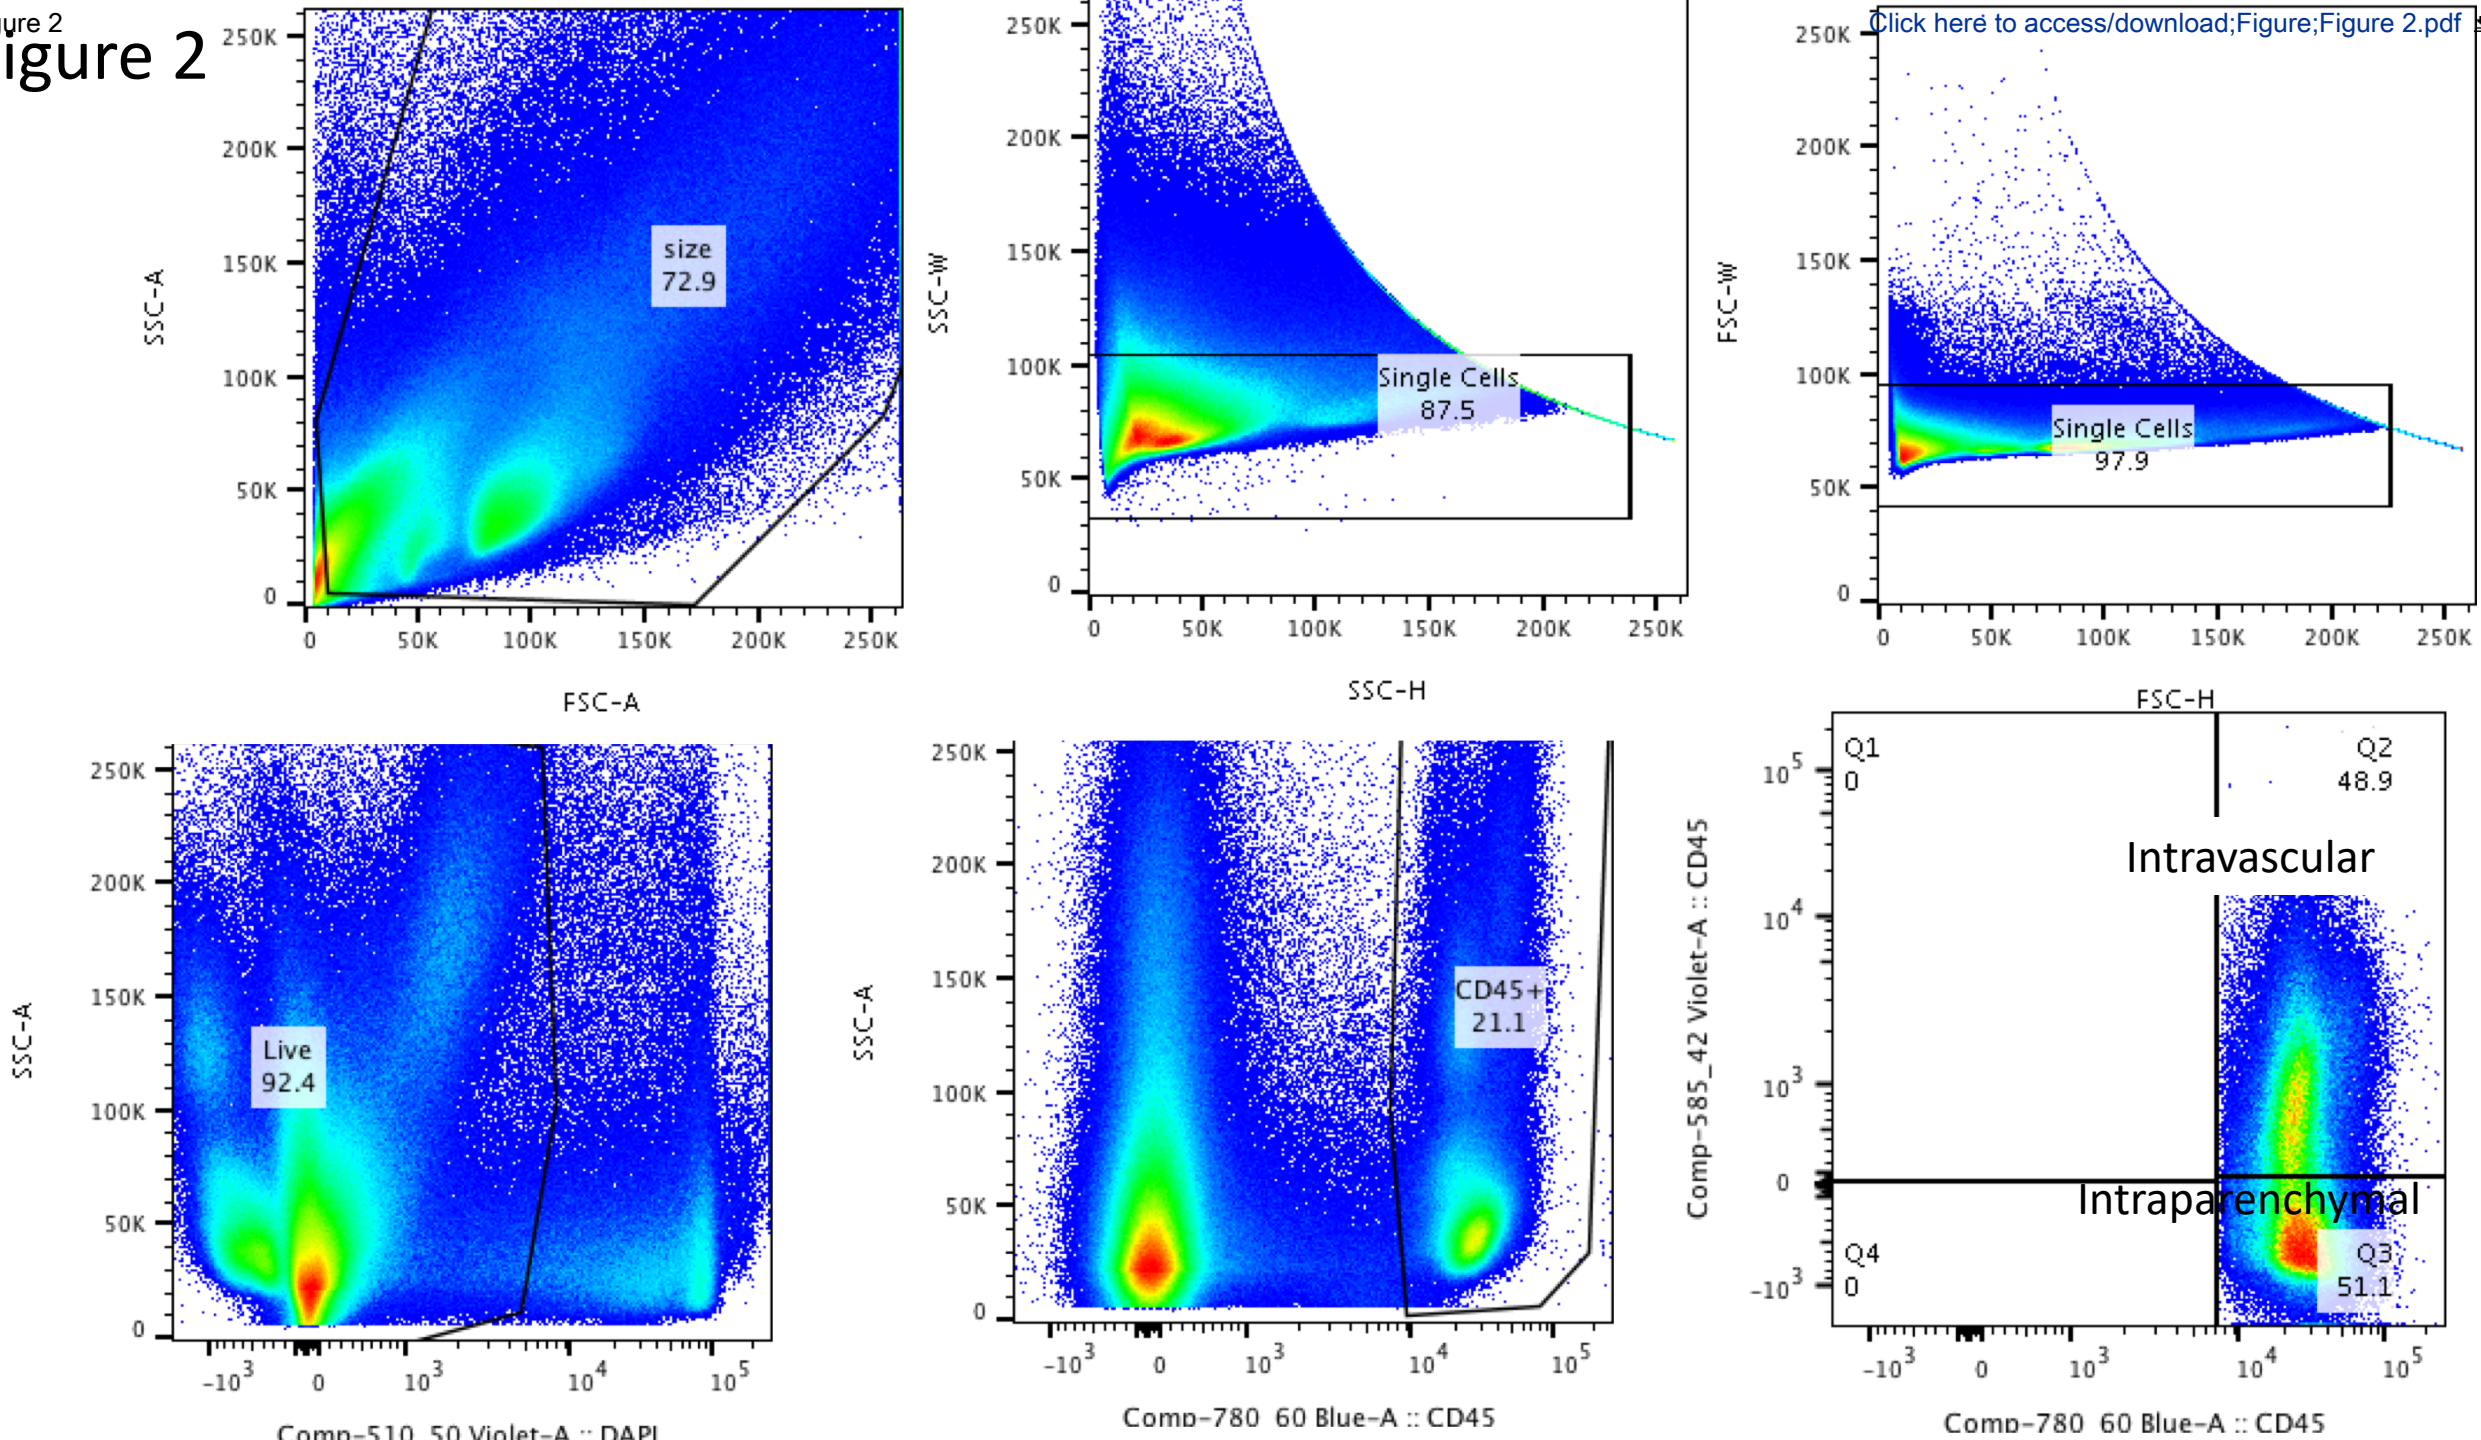 gure 2
igure 2
Click here to access/download;Figure;Figure 2.pdf
250K
200K
150K
100K
50K
0
SSC-A
size
72.9
0 50K 100K 150K 200K 250K
FSC-A
250K
200K
150K
100K
50K
0
SSC-W
Single Cells
87.5
0 50K 100K 150K 200K 250K
SSC-H
250K
200K
150K
100K
50K
0
FSC-W
Single Cells
97.9
0 50K 100K 150K 200K 250K
FSC-H
250K
200K
150K
100K
50K
0
SSC-A
Live
92.4
-10^3 0 10^3 10^4 10^5
Comp-510_50 Violet-A :: DAPI
250K
200K
150K
100K
50K
0
SSC-A
CD45+
21.1
-10^3 0 10^3 10^4 10^5
Comp-780_60 Blue-A :: CD45
10^5
10^4
10^3
0
-10^3
Comp-585_42 Violet-A :: CD45
Q1
0
Q2
48.9
Intravascular
Intraparenchymal
Q4
0
Q3
51.1
-10^3 0 10^3 10^4 10^5
Comp-780_60 Blue-A :: CD45